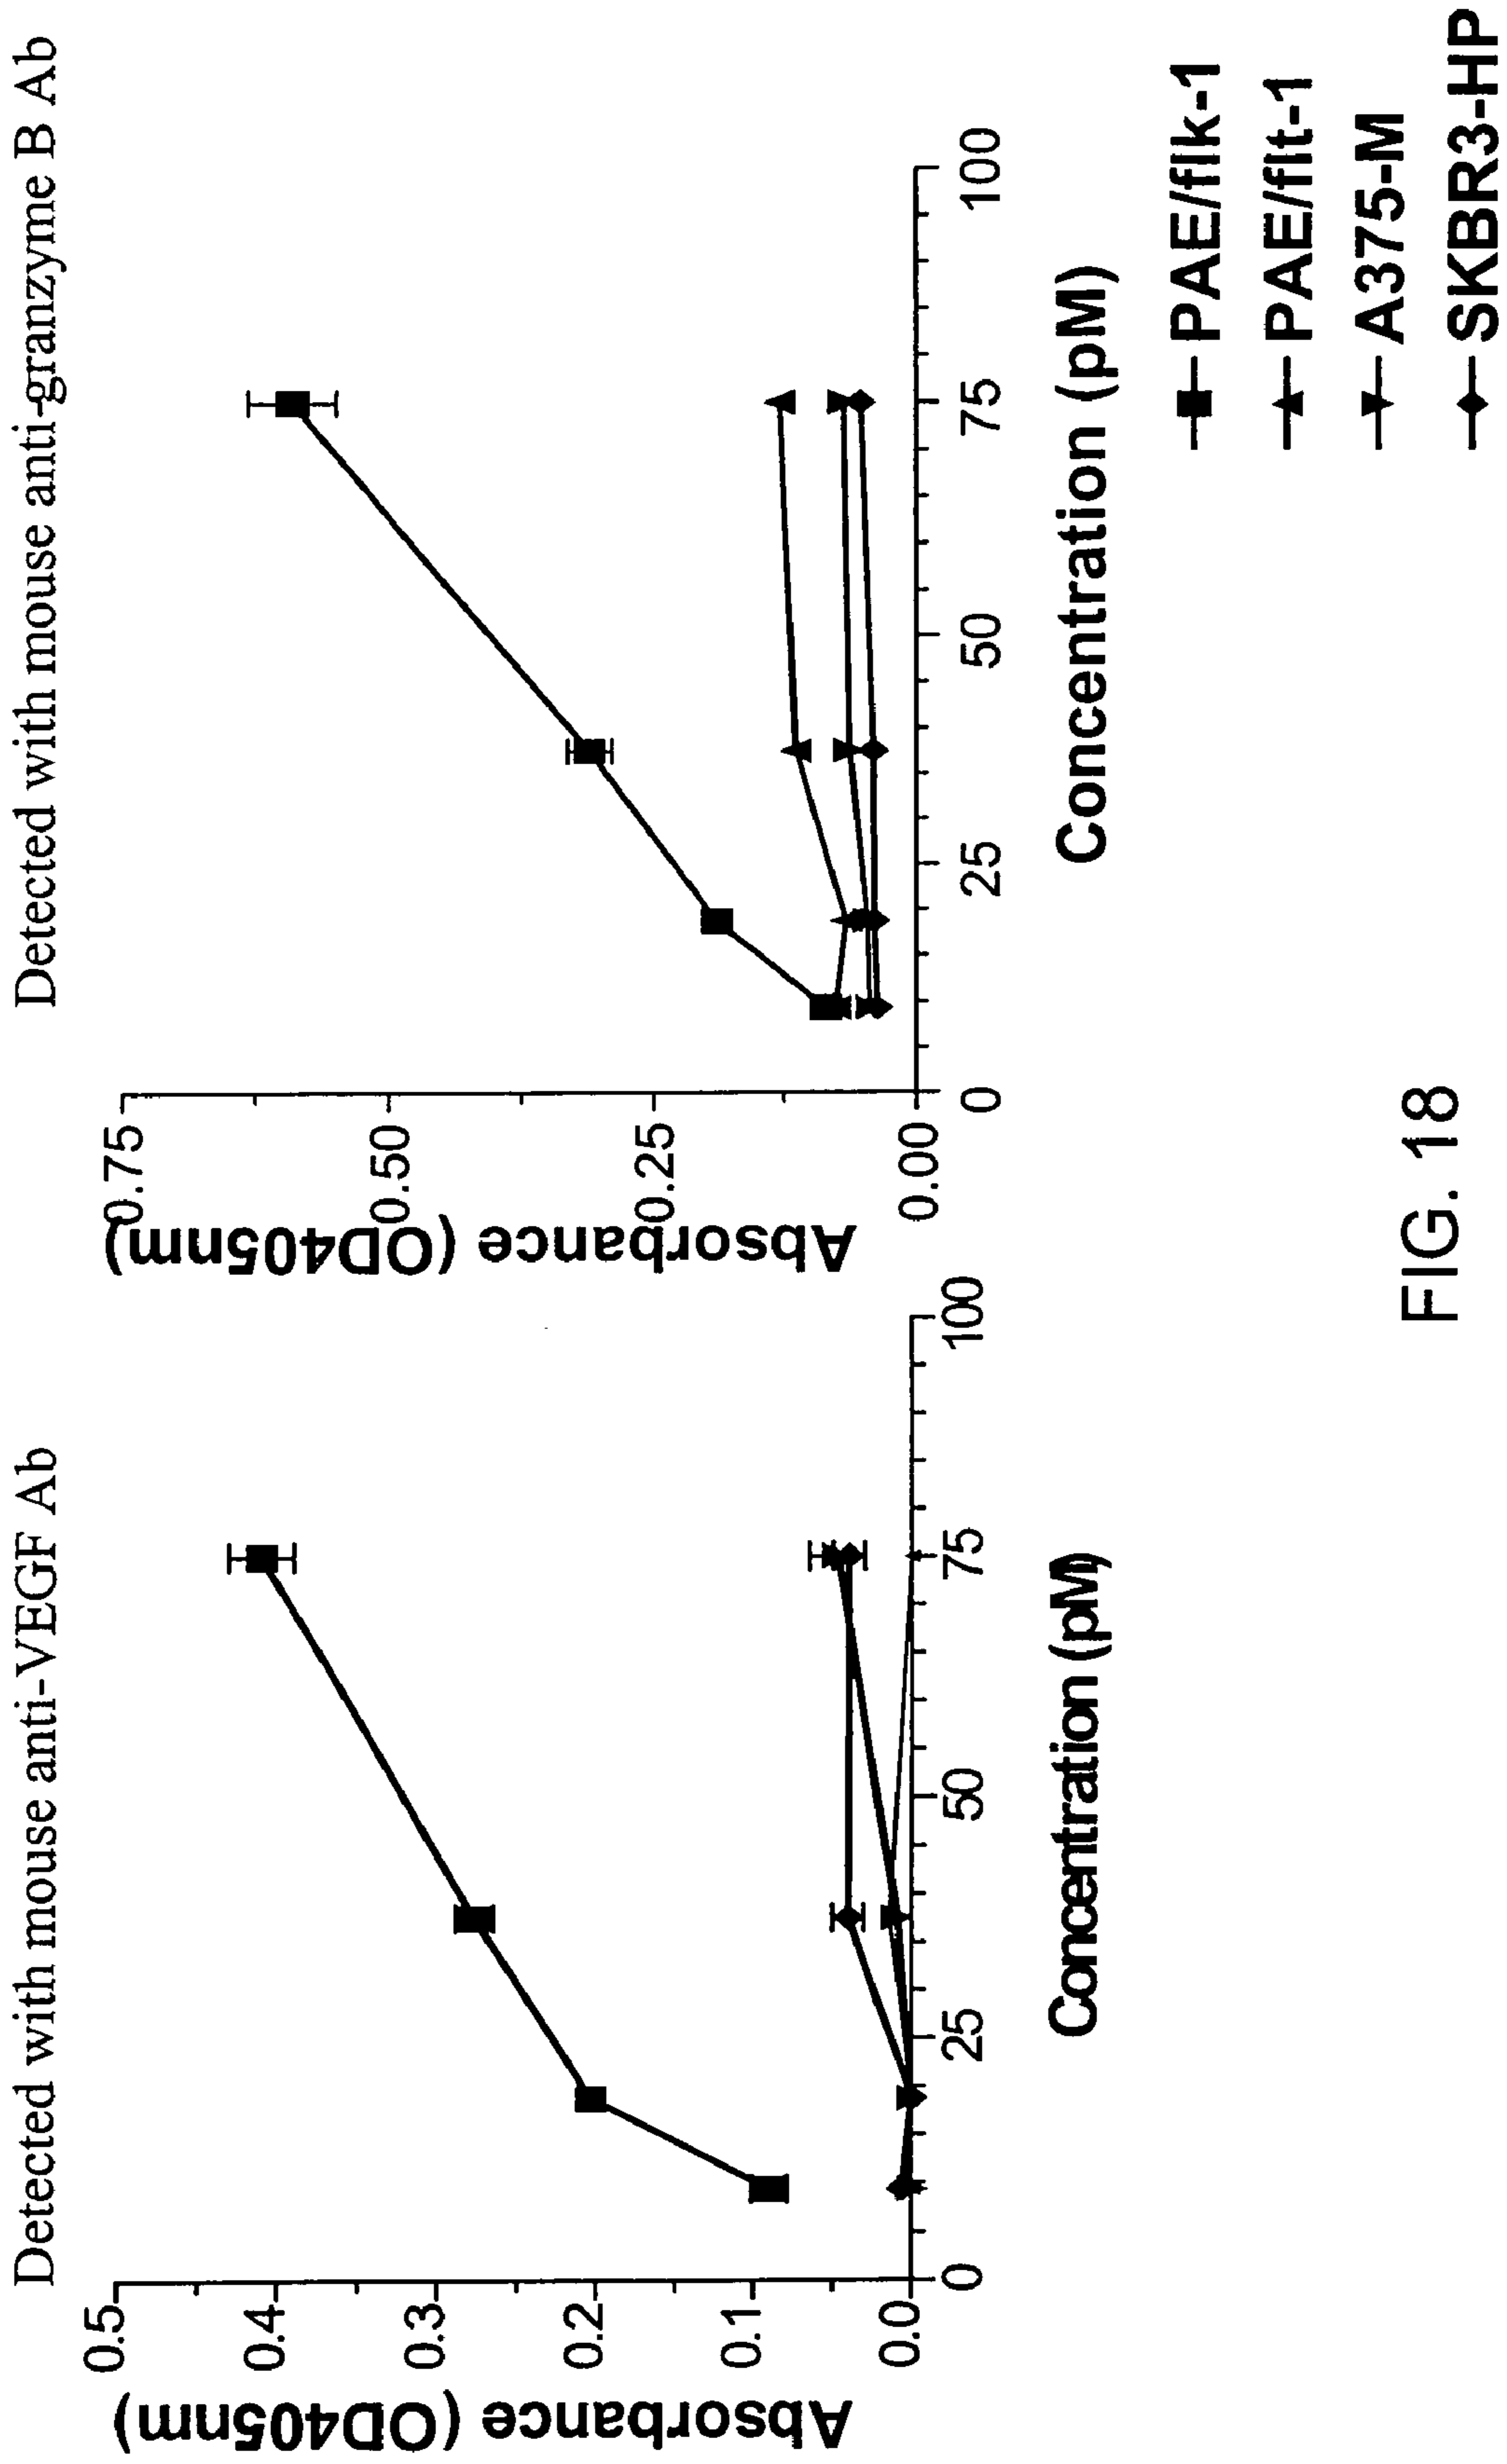 Detected with mouse anti-VEGF Ab
Absorbance (OD405nm)
0.5
0.4
0.3
0.2
0.1
0.0
0
25
50
75
100
Concentration (pM)
Detected with mouse anti-granzyme B Ab
Absorbance (OD405nm)
0.75
0.50
0.25
0.00
0
25
50
75
100
Concentration (pM)
PAE/flk-1
PAE/flt-1
A375-M
SKBR3-HP
FIG. 18